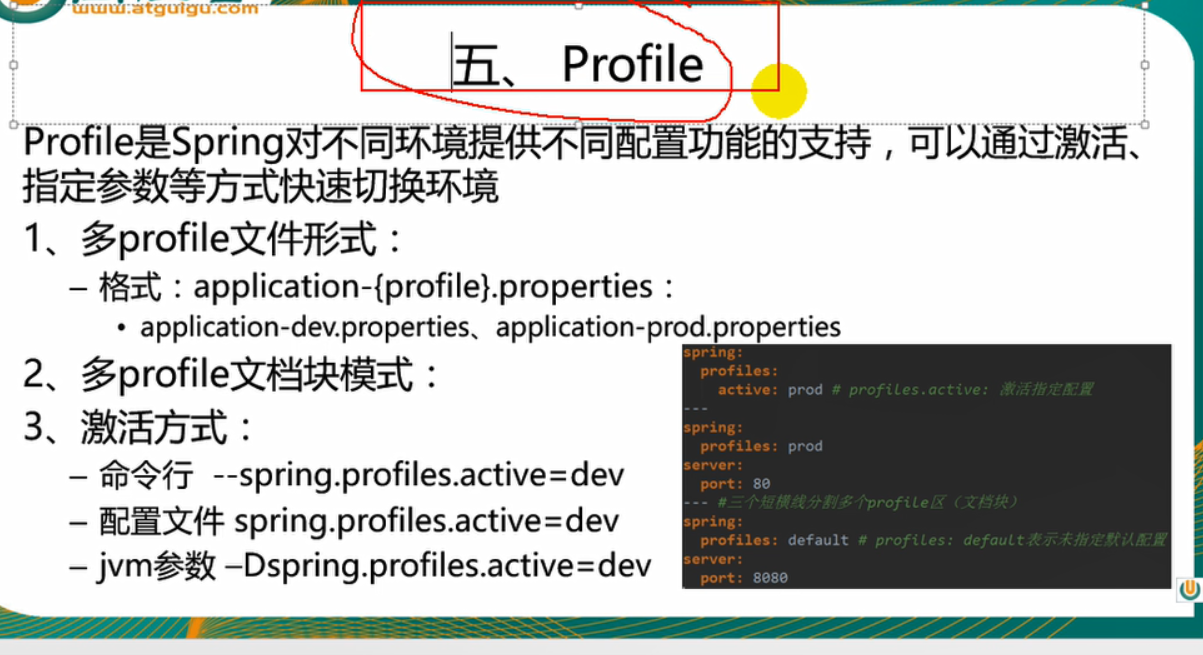 www.atguigu.com
五、 Profile
Profile是Spring对不同环境提供不同配置功能的支持，可以通过激活、
指定参数等方式快速切换环境
1、多profile文件形式：
– 格式：application-{profile}.properties：
• application-dev.properties、application-prod.properties
2、多profile文档块模式：
3、激活方式：
– 命令行 --spring.profiles.active=dev
– 配置文件 spring.profiles.active=dev
– jvm参数 –Dspring.profiles.active=dev
spring:
profiles:
active: prod # profiles.active: 激活指定配置
---
spring:
profiles: prod
server:
port: 80
--- #三个短横线分割多个profile区（文档块）
spring:
profiles: default # profiles: default表示未指定默认配置
server:
port: 8080